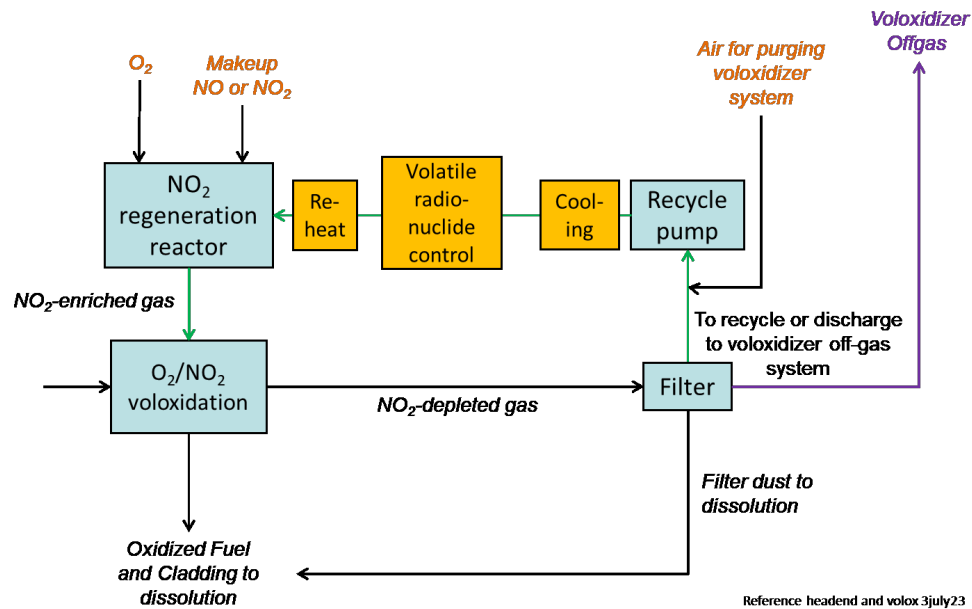 Voloxidizer
Offgas
O₂
Makeup
NO or NO₂
Air for purging
voloxidizer
system
NO₂
regeneration
reactor
Re-
heat
Volatile
radio-
nuclide
control
Cool-
ing
Recycle
pump
NO₂-enriched gas
To recycle or discharge
to voloxidizer off-gas
system
O₂/NO₂
voloxidation
NO₂-depleted gas
Filter
Filter dust to
dissolution
Oxidized Fuel
and Cladding to
dissolution
Reference headend and volox 3july23